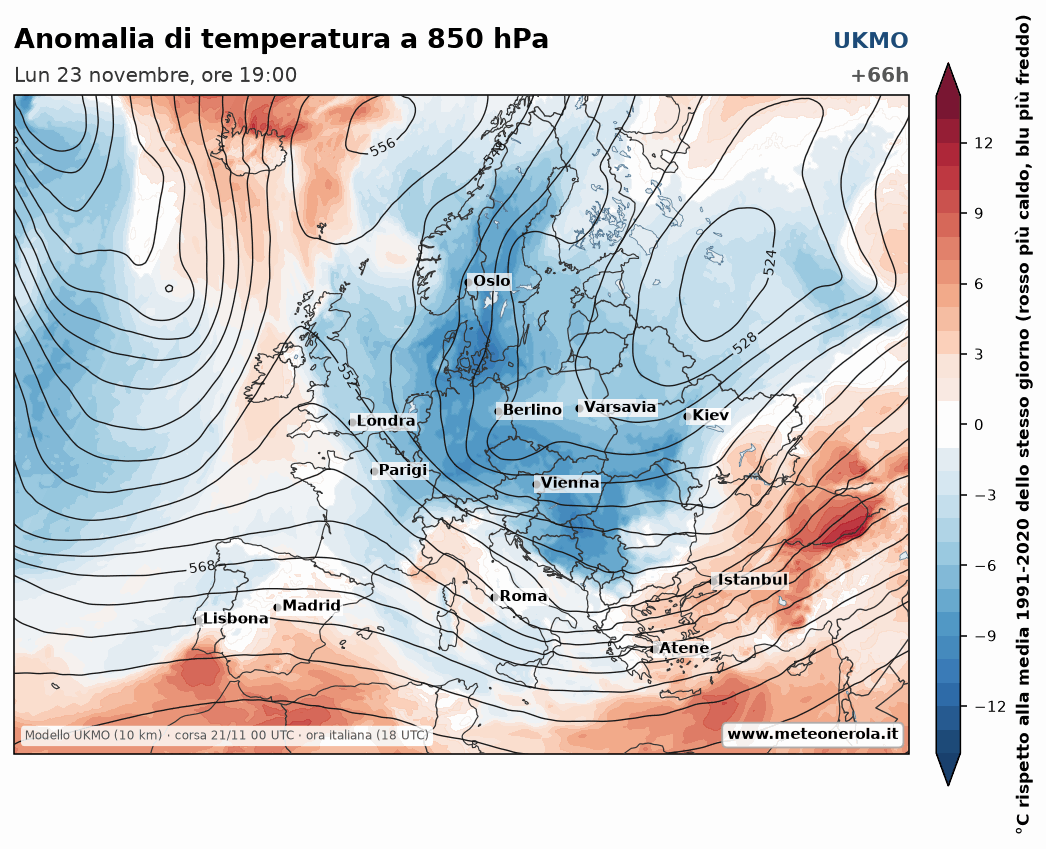 Anomalia di temperatura a 850 hPa
UKMO
Lun 23 novembre, ore 19:00
+66h
556
524
528
552
568
Oslo
Londra
Berlino
Varsavia
Kiev
Parigi
Vienna
Roma
Madrid
Lisbona
Istanbul
Atene
Modello UKMO (10 km) · corsa 21/11 00 UTC · ora italiana (18 UTC)
www.meteonerola.it
12
9
6
3
0
−3
−6
−9
−12
°C rispetto alla media 1991-2020 dello stesso giorno (rosso più caldo, blu più freddo)